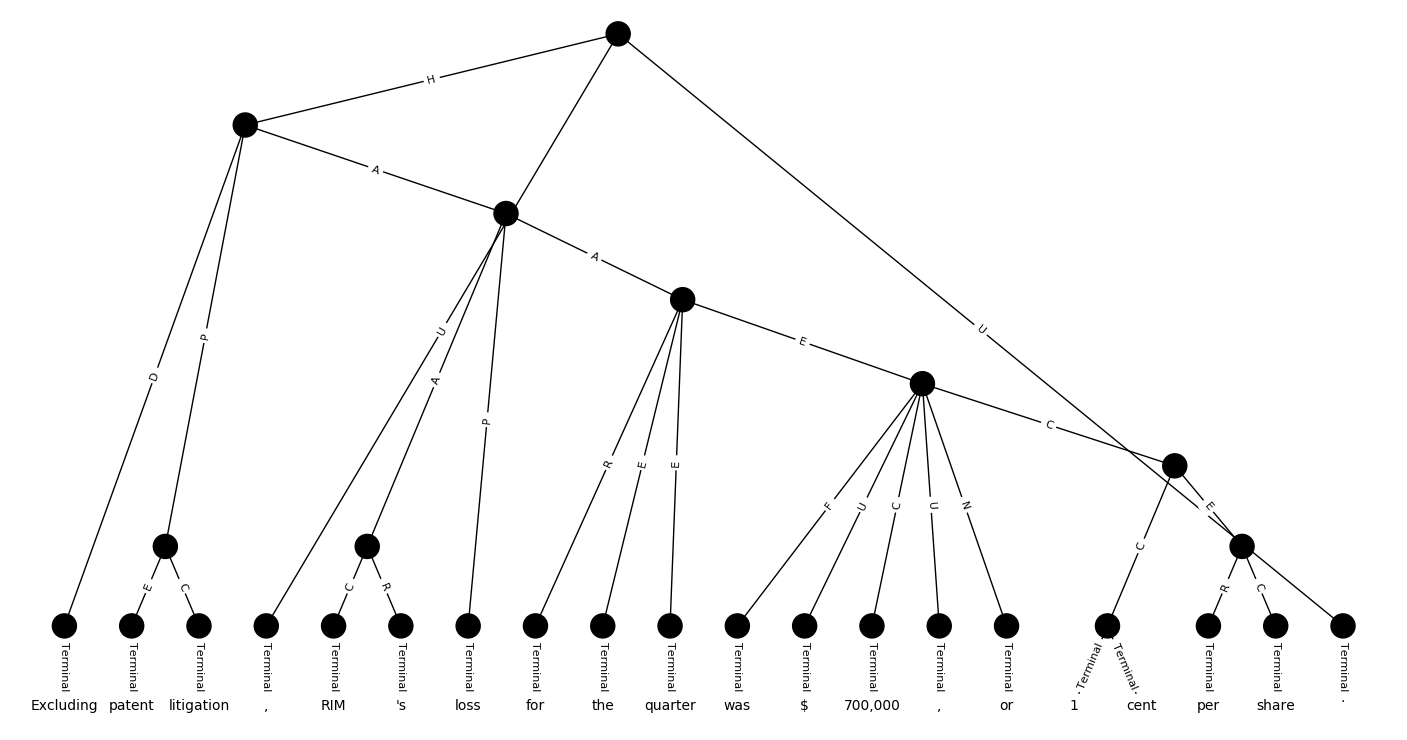 H
A
U
D
P
U
A
P
A
E
R
E
E
C
F
U
C
U
N
C
E
E
C
C
R
R
C
Terminal Terminal Terminal Terminal Terminal Terminal Terminal Terminal Terminal Terminal Terminal Terminal Terminal Terminal Terminal Terminal Terminal Terminal Terminal Terminal
Excluding patent litigation , RIM 's loss for the quarter was $ 700,000 , or 1 cent per share .